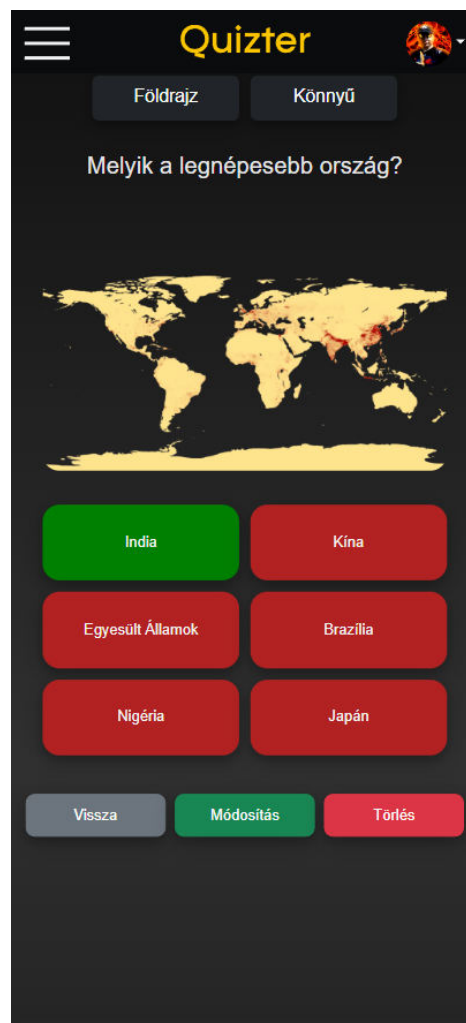 Quizter
Földrajz Könnyű
Melyik a legnépesebb ország?
India Kína
Egyesült Államok Brazília
Nigéria Japán
Vissza Módosítás Törlés